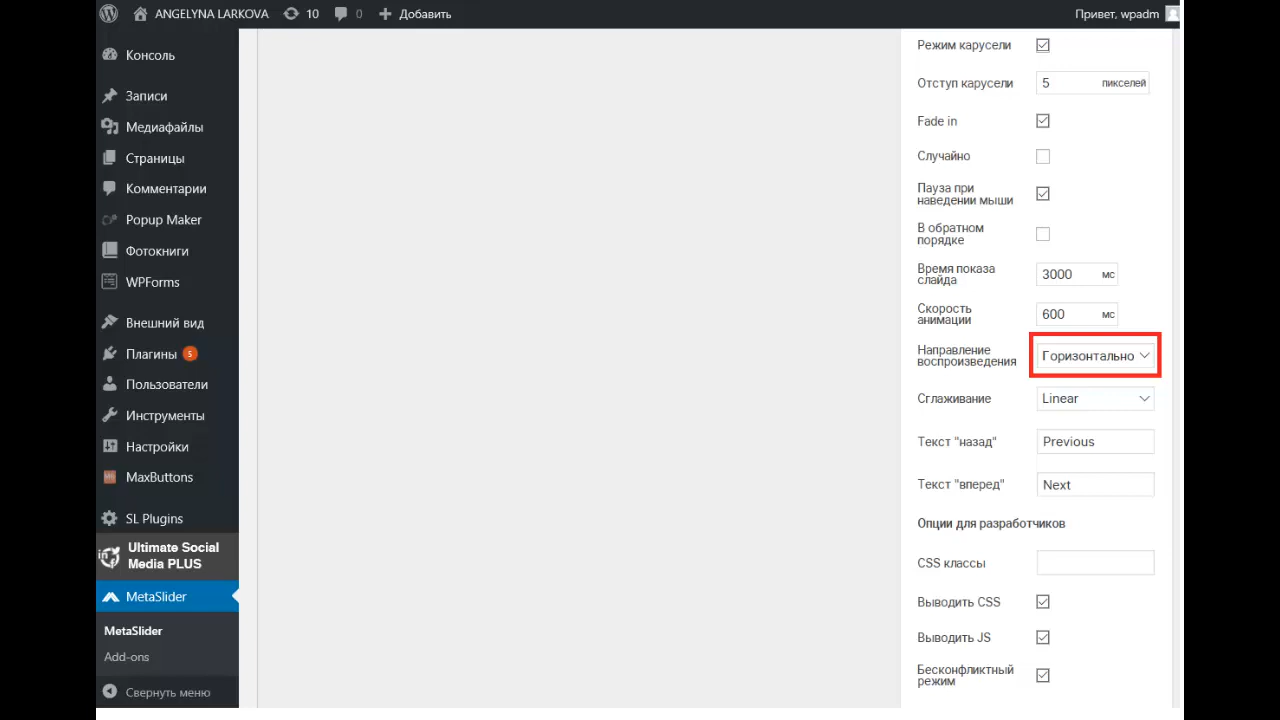 ANGELYNA LARKOVA 10 0 Добавить
Привет, wpadm
Консоль
Записи
Медиафайлы
Страницы
Комментарии
Popup Maker
Фотокниги
WPForms
Внешний вид
Плагины 5
Пользователи
Инструменты
Настройки
MaxButtons
SL Plugins
Ultimate Social
Media PLUS
MetaSlider
MetaSlider
Add-ons
Свернуть меню
Режим карусели
Отступ карусели 5 пикселей
Fade in
Случайно
Пауза при
наведении мыши
В обратном
порядке
Время показа
слайда
3000 мс
Скорость
анимации
600 мс
Направление
воспроизведения
Горизонтально
Сглаживание Linear
Текст "назад" Previous
Текст "вперед" Next
Опции для разработчиков
CSS классы
Выводить CSS
Выводить JS
Бесконфликтный
режим